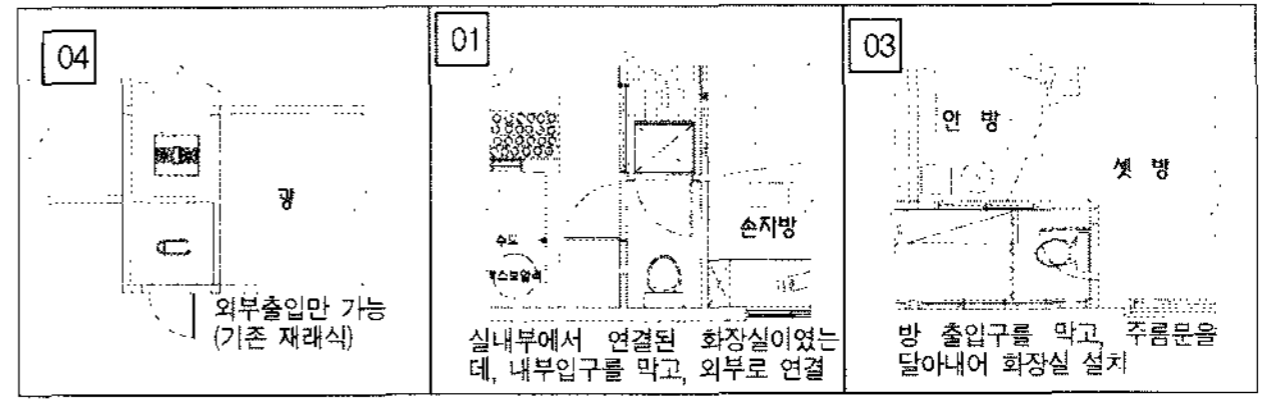 04
광
외부출입만 가능
(기존 재래식)
01
수도
손자방
실내부에서 연결된 화장실이였는
데, 내부입구를 막고, 외부로 연결
03
안 방
셋 방
방 출입구를 막고, 주름문을
달아내어 화장실 설치